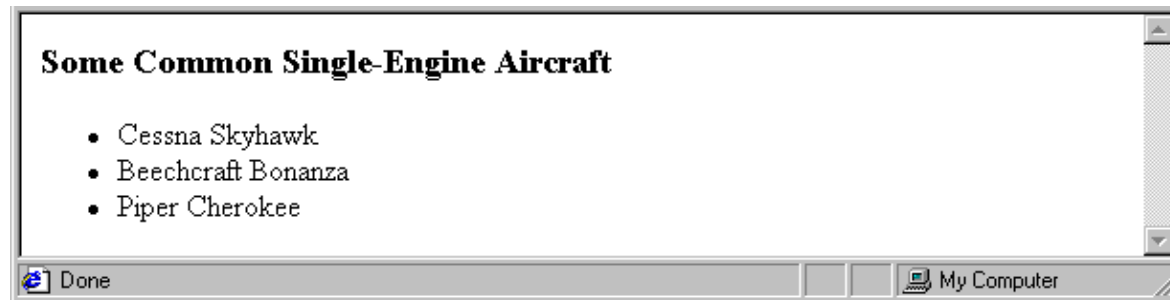 Some Common Single-Engine Aircraft
Cessna Skyhawk
Beechcraft Bonanza
Piper Cherokee
Done
My Computer